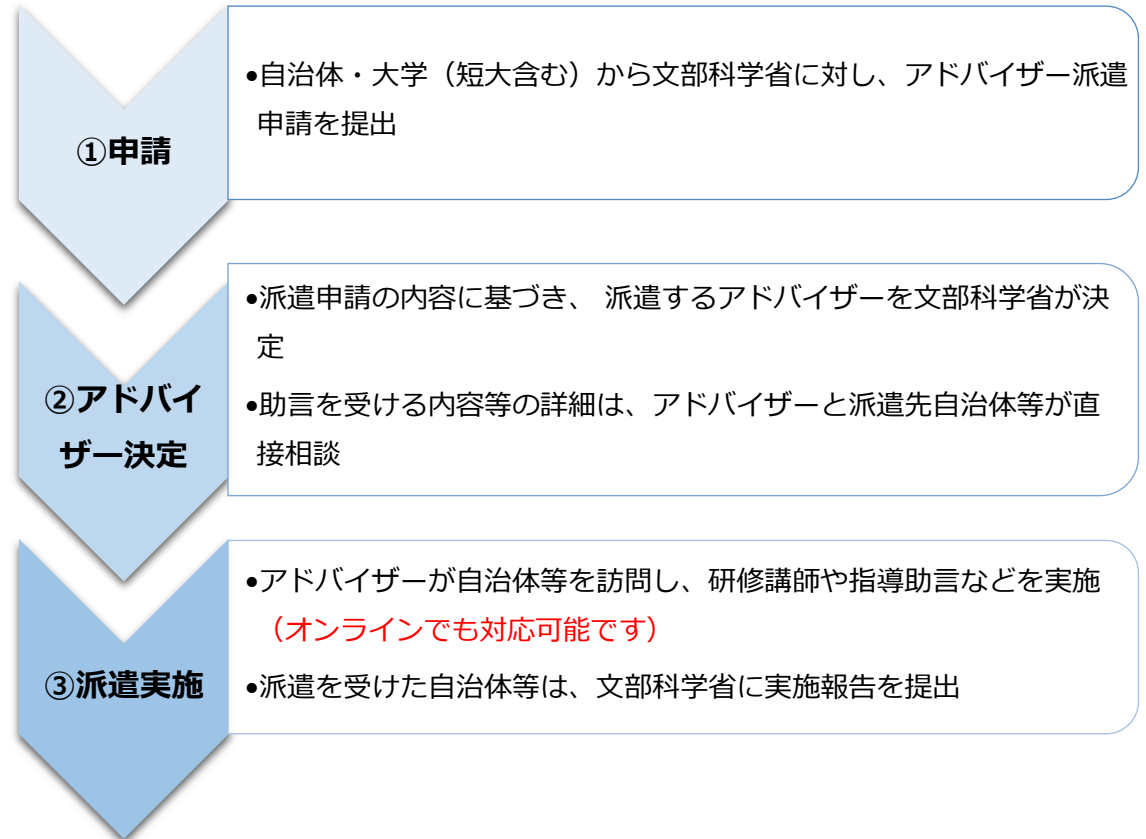 ①申請
•自治体・大学（短大含む）から文部科学省に対し、アドバイザー派遣
申請を提出
②アドバイ
ザー決定
•派遣申請の内容に基づき、 派遣するアドバイザーを文部科学省が決
定
•助言を受ける内容等の詳細は、アドバイザーと派遣先自治体等が直
接相談
③派遣実施
•アドバイザーが自治体等を訪問し、研修講師や指導助言などを実施
（オンラインでも対応可能です）
•派遣を受けた自治体等は、文部科学省に実施報告を提出